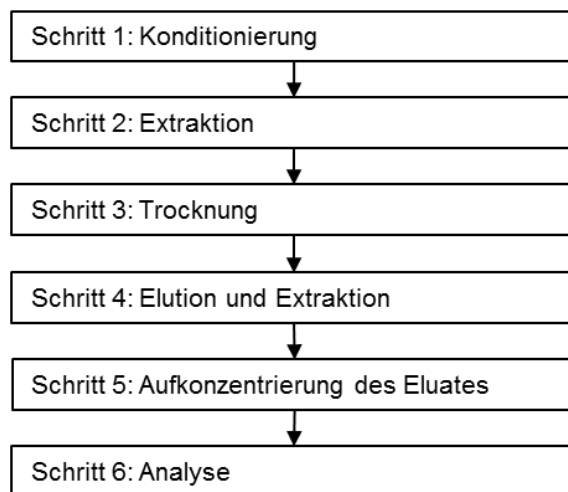 Schritt 1: Konditionierung
Schritt 2: Extraktion
Schritt 3: Trocknung
Schritt 4: Elution und Extraktion
Schritt 5: Aufkonzentrierung des Eluates
Schritt 6: Analyse